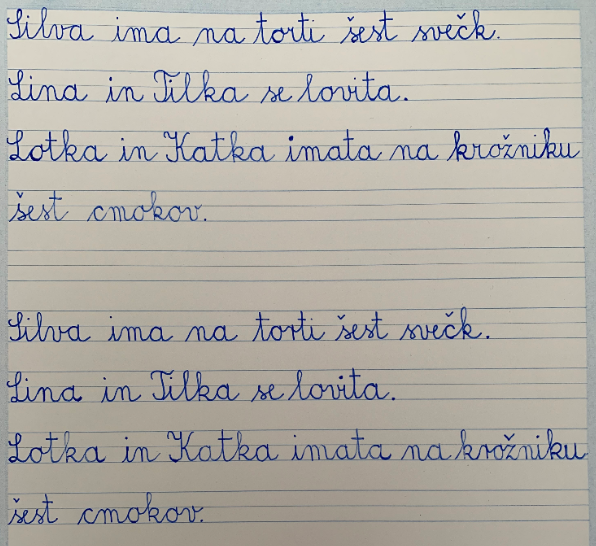 Silva ima na torti šest svečk.
Lina in Tilka se lovita.
Lotka in Katka imata na krožniku
šest cmokov.
Silva ima na torti šest svečk.
Lina in Tilka se lovita.
Lotka in Katka imata na krožniku
šest cmokov.